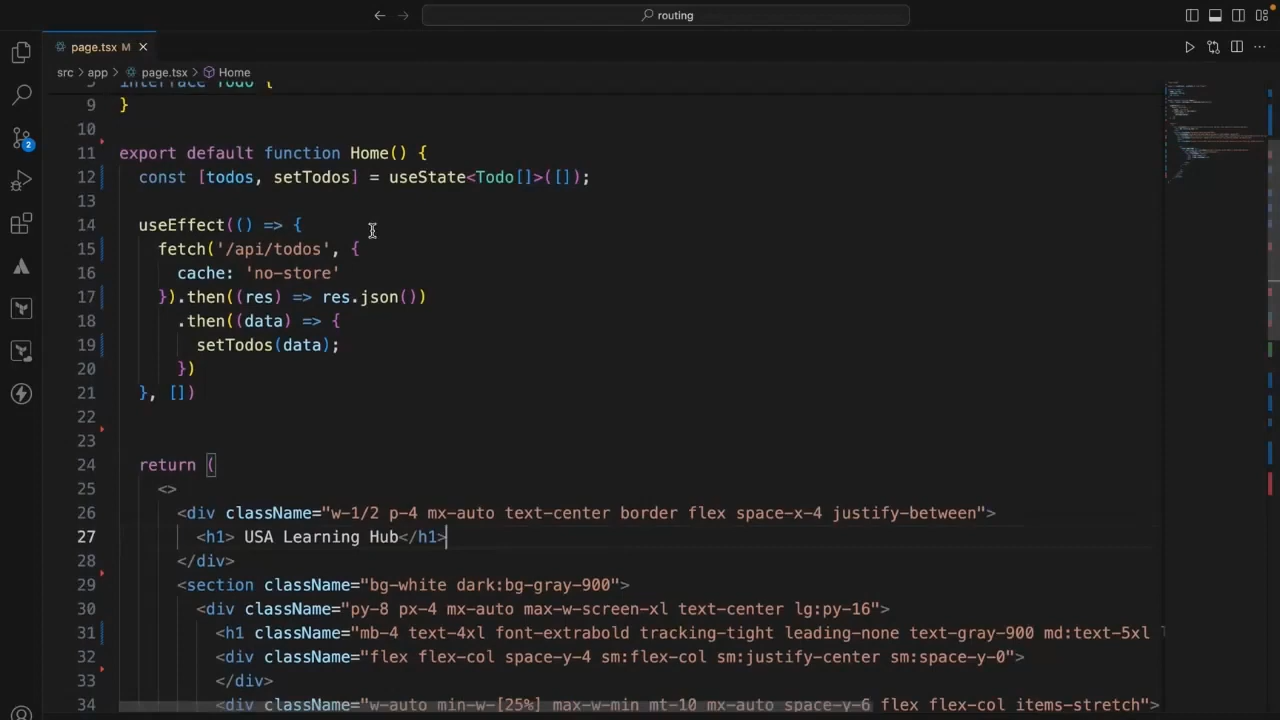 routing
page.tsx M
src > app > page.tsx > Home
interface Todo {
9 }
10
11 export default function Home() {
12 const [todos, setTodos] = useState<Todo[]>([]);
13
14 useEffect(() => {
15 fetch('/api/todos', {
16 cache: 'no-store'
17 }).then((res) => res.json())
18 .then((data) => {
19 setTodos(data);
20 })
21 }, [])
22
23
24 return (
25 <>
26 <div className="w-1/2 p-4 mx-auto text-center border flex space-x-4 justify-between">
27 <h1> USA Learning Hub</h1>
28 </div>
29 <section className="bg-white dark:bg-gray-900">
30 <div className="py-8 px-4 mx-auto max-w-screen-xl text-center lg:py-16">
31 <h1 className="mb-4 text-4xl font-extrabold tracking-tight leading-none text-gray-900 md:text-5xl
32 <div className="flex flex-col space-y-4 sm:flex-col sm:justify-center sm:space-y-0">
33 </div>
34 <div className="w-auto min-w-[25%] max-w-min mt-10 mx-auto space-y-6 flex flex-col items-stretch">
2